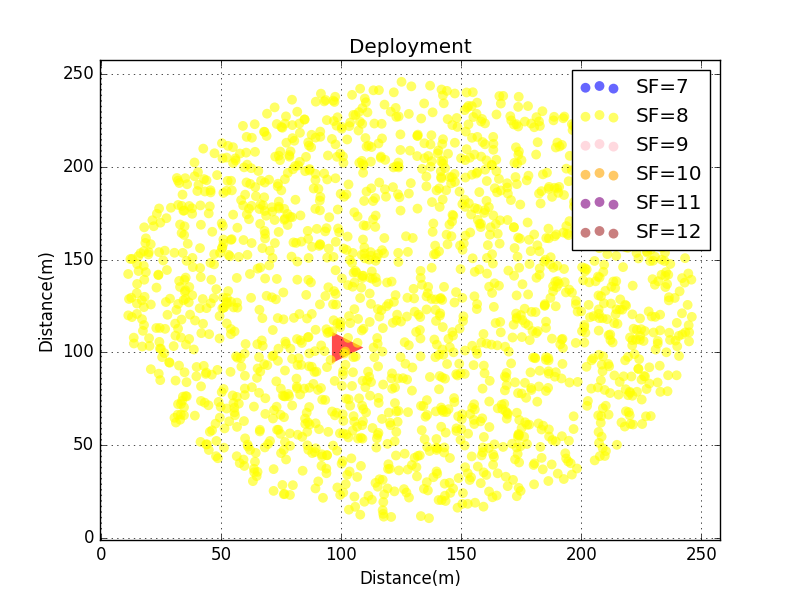 Deployment
250
200
150
100
50
0
Distance(m)
SF=7
SF=8
SF=9
SF=10
SF=11
SF=12
0 50 100 150 200 250
Distance(m)